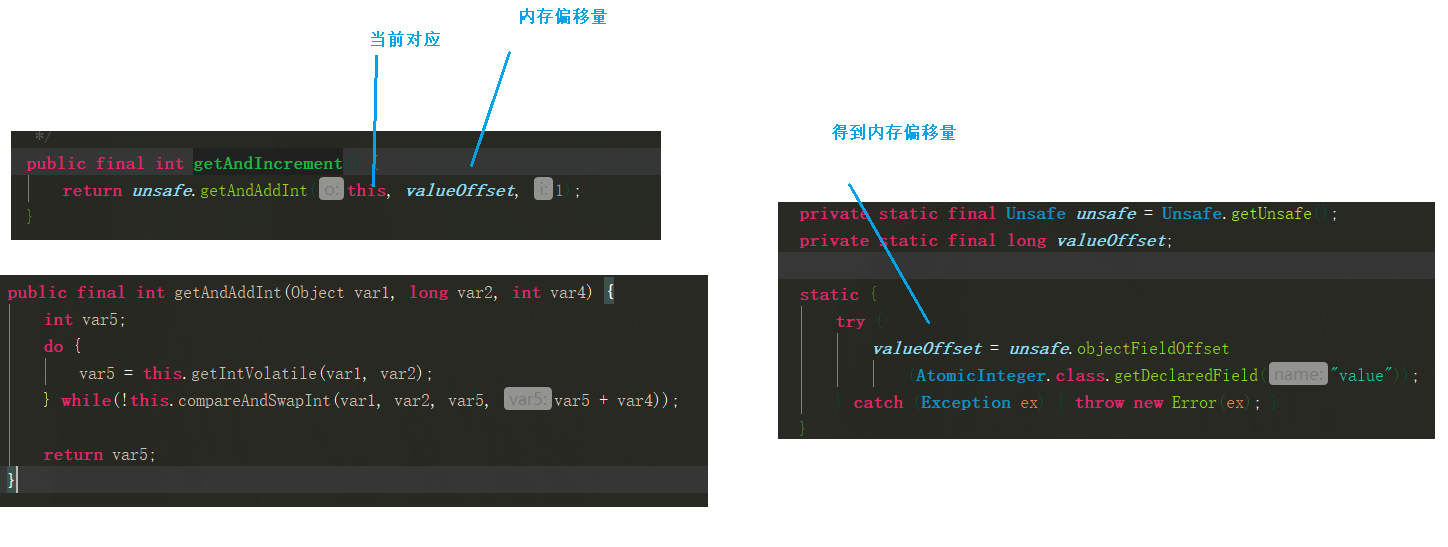 内存偏移量
当前对应
*/
public final int getAndIncrement() {
return unsafe.getAndAddInt( o: this, valueOffset, i: 1);
}
public final int getAndAddInt(Object var1, long var2, int var4) {
int var5;
do {
var5 = this.getIntVolatile(var1, var2);
} while(!this.compareAndSwapInt(var1, var2, var5, var5: var5 + var4));
return var5;
}
得到内存偏移量
private static final Unsafe unsafe = Unsafe.getUnsafe();
private static final long valueOffset;
static {
try {
valueOffset = unsafe.objectFieldOffset
(AtomicInteger.class.getDeclaredField( name: "value"));
} catch (Exception ex) { throw new Error(ex); }
}